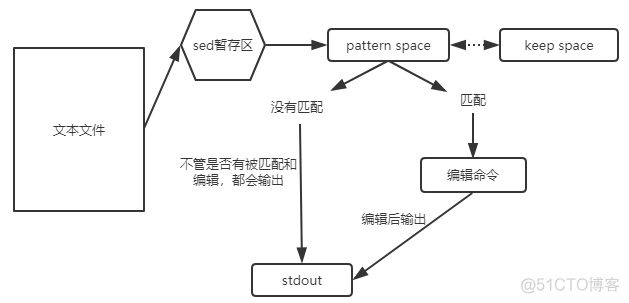 sed暂存区
pattern space
keep space
文本文件
没有匹配
匹配
不管是否有被匹配和
编辑，都会输出
编辑命令
编辑后输出
stdout
@51CTO博客